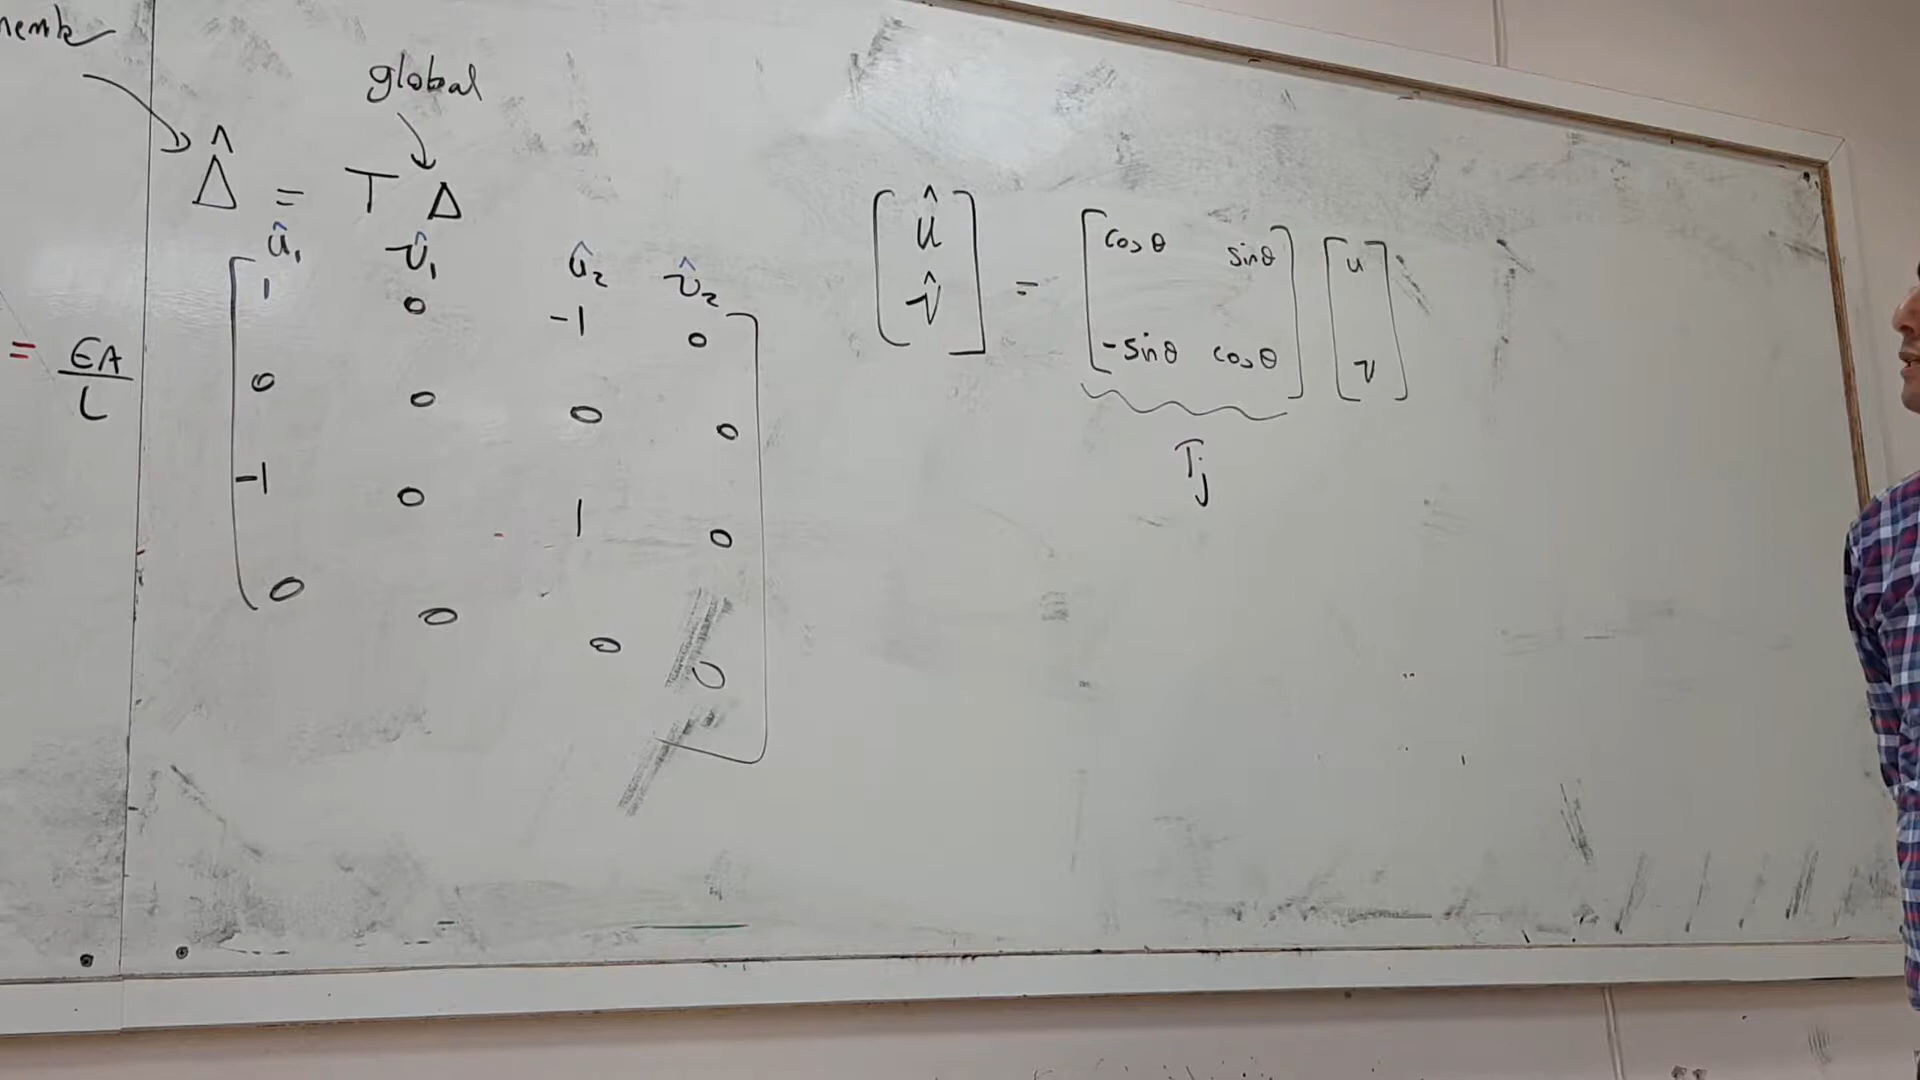 global
Δ̂ = T Δ
û₁ v̂₁ û₂ v̂₂
= EA/L [ 1 0 -1 0
0 0 0 0
-1 0 1 0
0 0 0 0 ]
[ û v̂ ] = [ cosθ sinθ -sinθ cosθ ] [ u v ]
Tj